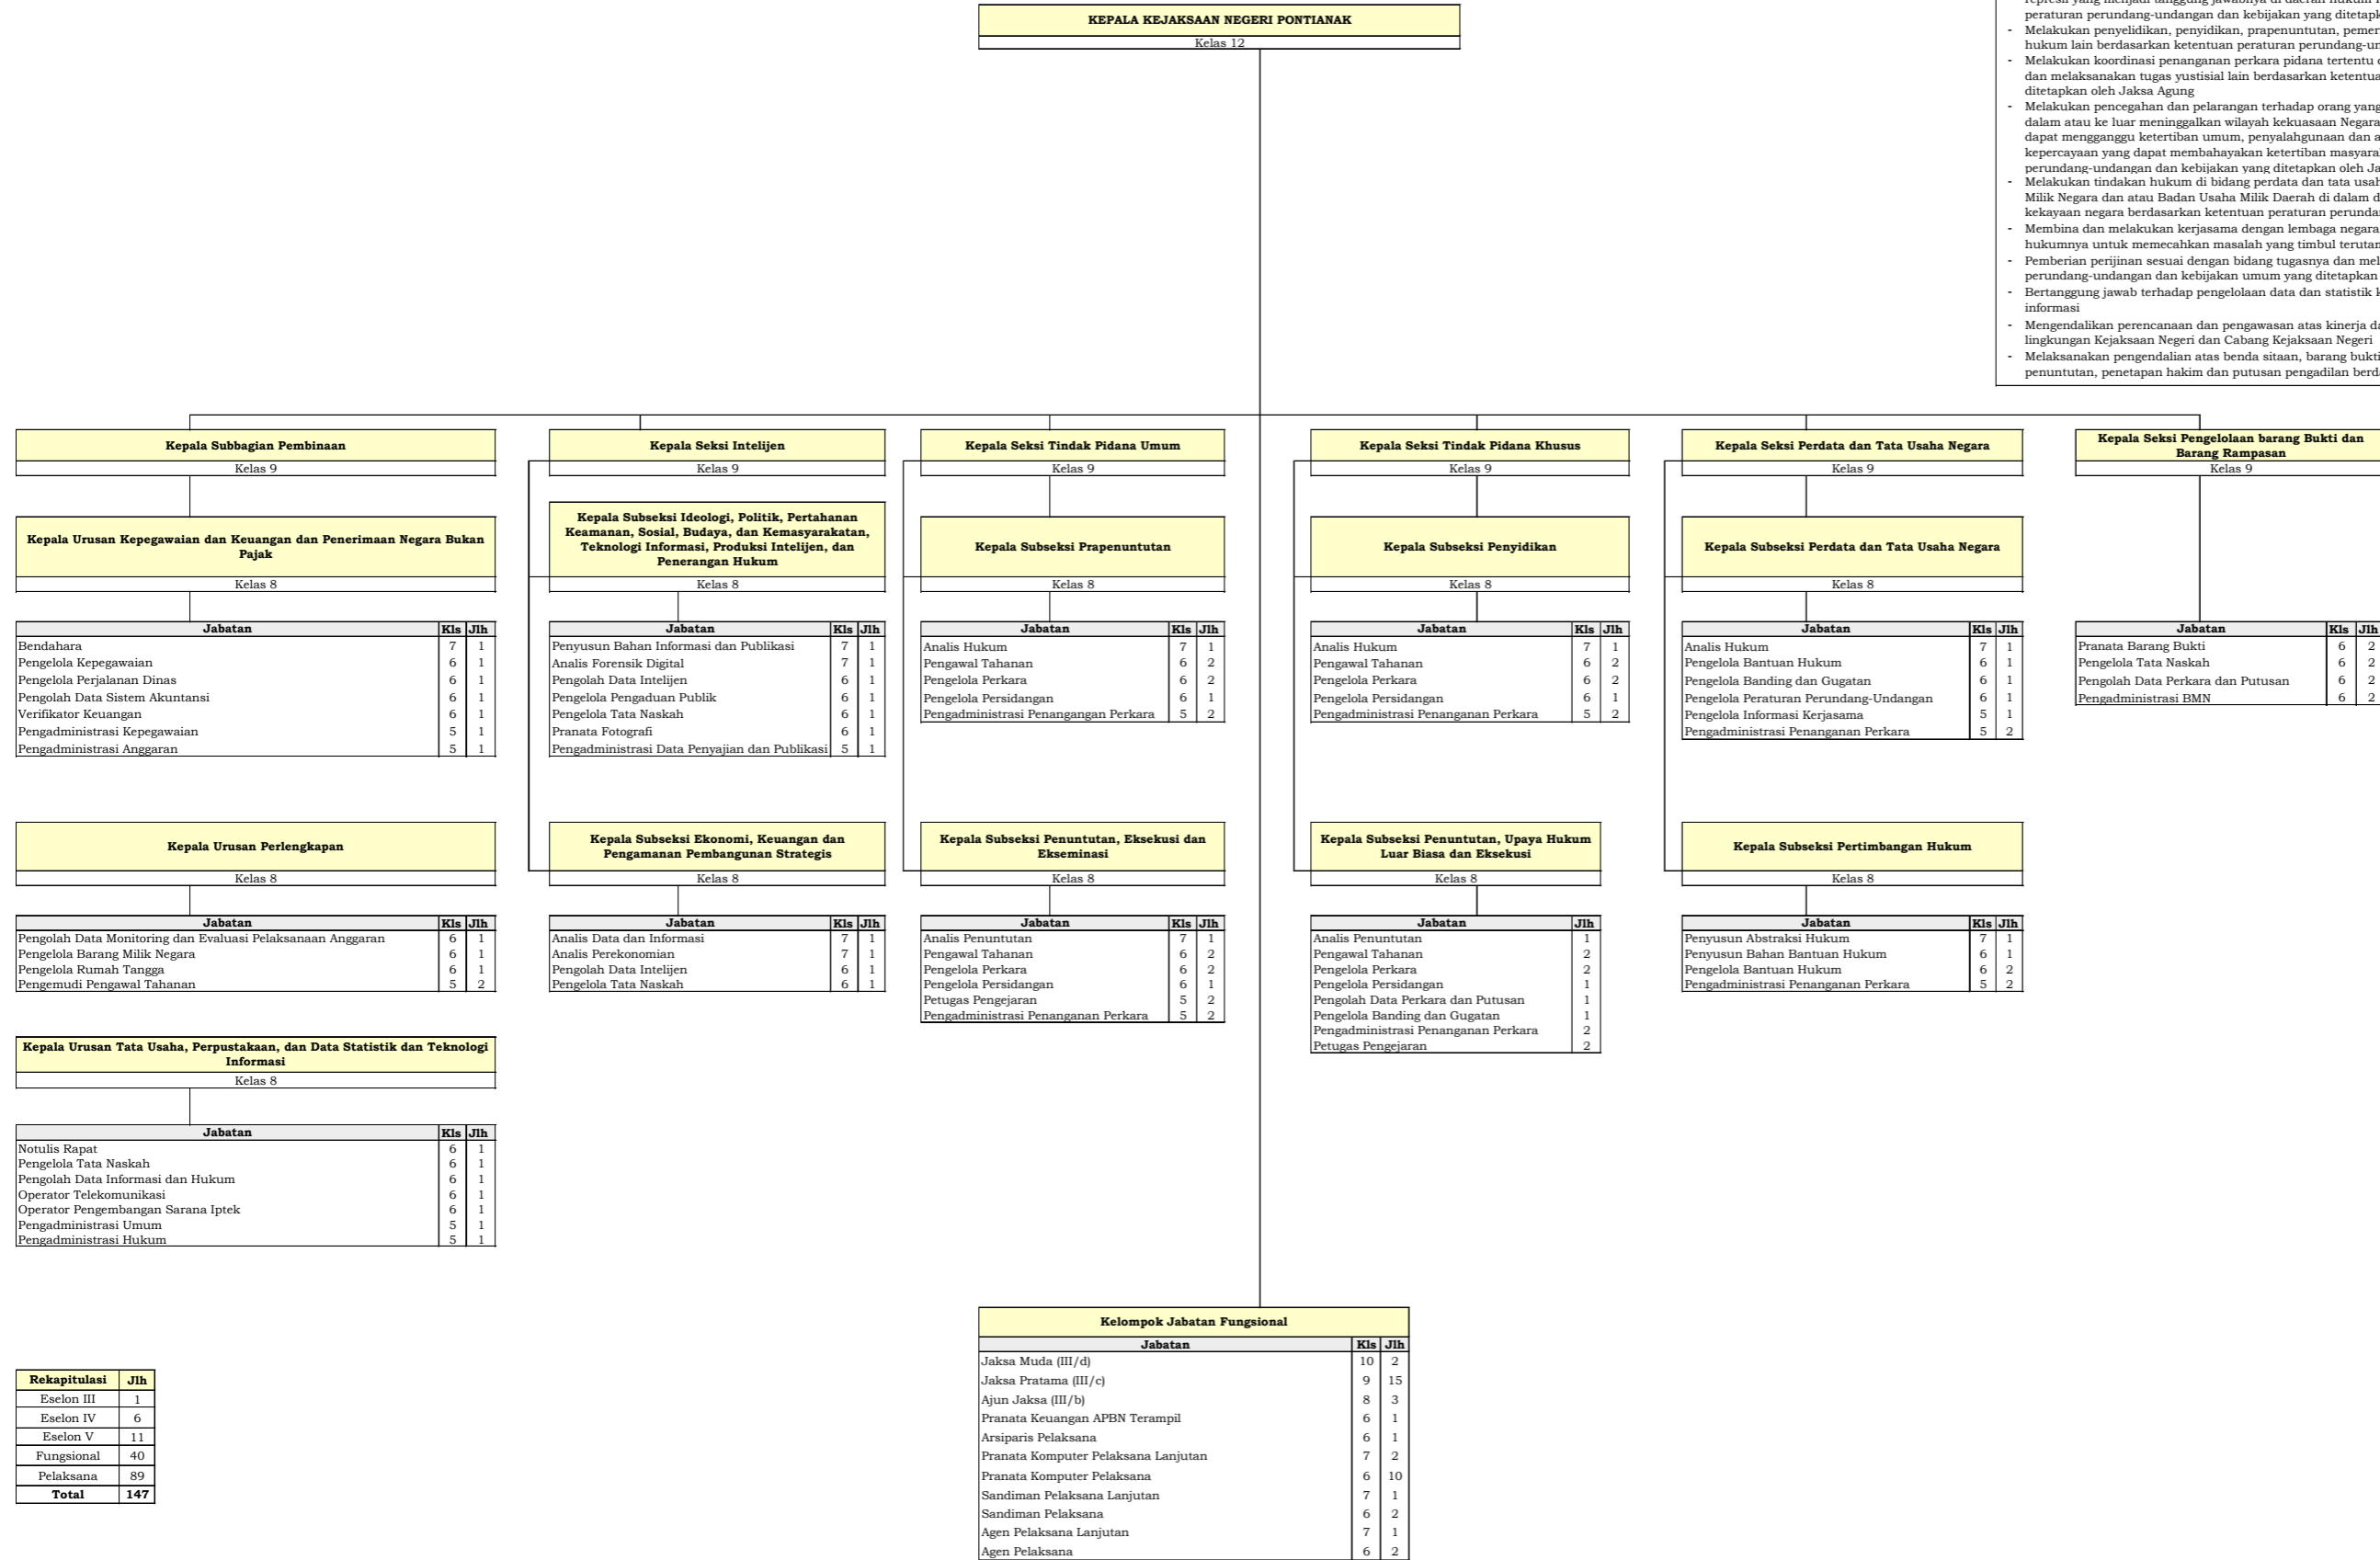 KEPALA KEJAKSAAN NEGERI PONTIANAK
Kelas 12
peraturan perundang-undangan dan kebijakan yang
- Melakukan penyelidikan, penyidikan, prapenuntutan,
hukum lain berdasarkan ketentuan peraturan
- Melakukan koordinasi penanganan perkara pidana tertentu
dan melaksanakan tugas yustisial lain berdasarkan
ditetapkan oleh Jaksa Agung
- Melakukan pencegahan dan pelarangan terhadap orang yang
dalam atau ke luar meninggalkan wilayah kekuasaan Negara
dapat mengganggu ketertiban umum, penyalahgunaan dan
kepercayaan yang dapat membahayakan ketertiban
perundang-undangan dan kebijakan yang ditetapkan oleh
- Melakukan tindakan hukum di bidang perdata dan tata
Milik Negara dan atau Badan Usaha Milik Daerah di dalam
kekayaan negara berdasarkan ketentuan peraturan
- Membina dan melakukan kerjasama dengan lembaga negara
hukumnya untuk memecahkan masalah yang timbul
- Pemberian perijinan sesuai dengan bidang tugasnya dan
perundang-undangan dan kebijakan umum yang ditetapkan
- Bertanggung jawab terhadap pengelolaan data dan statistik
informasi
- Mengendalikan perencanaan dan pengawasan atas kinerja
lingkungan Kejaksaan Negeri dan Cabang Kejaksaan Negeri
- Melaksanakan pengendalian atas benda sitaan, barang
penuntutan, penetapan hakim dan putusan pengadilan
Kepala Subbagian Pembinaan
Kelas 9
Kepala Urusan Kepegawaian dan Keuangan dan Penerimaan Negara Bukan
Pajak
Kelas 8
Jabatan Kls Jlh
Bendahara 7 1
Pengelola Kepegawaian 6 1
Pengelola Perjalanan Dinas 6 1
Pengolah Data Sistem Akuntansi 6 1
Verifikator Keuangan 6 1
Pengadministrasi Kepegawaian 5 1
Pengadministrasi Anggaran 5 1
Kepala Urusan Perlengkapan
Kelas 8
Jabatan Kls Jlh
Pengolah Data Monitoring dan Evaluasi Pelaksanaan Anggaran 6 1
Pengelola Barang Milik Negara 6 1
Pengelola Rumah Tangga 6 1
Pengemudi Pengawal Tahanan 5 2
Kepala Urusan Tata Usaha, Perpustakaan, dan Data Statistik dan Teknologi
Informasi
Kelas 8
Jabatan Kls Jlh
Notulis Rapat 6 1
Pengelola Tata Naskah 6 1
Pengolah Data Informasi dan Hukum 6 1
Operator Telekomunikasi 6 1
Operator Pengembangan Sarana Iptek 6 1
Pengadministrasi Umum 5 1
Pengadministrasi Hukum 5 1
Kepala Seksi Intelijen
Kelas 9
Kepala Subseksi Ideologi, Politik, Pertahanan
Keamanan, Sosial, Budaya, dan Kemasyarakatan,
Teknologi Informasi, Produksi Intelijen, dan
Penerangan Hukum
Kelas 8
Jabatan Kls Jlh
Penyusun Bahan Informasi dan Publikasi 7 1
Analis Forensik Digital 7 1
Pengolah Data Intelijen 6 1
Pengelola Pengaduan Publik 6 1
Pengelola Tata Naskah 6 1
Pranata Fotografi 6 1
Pengadministrasi Data Penyajian dan Publikasi 5 1
Kepala Subseksi Ekonomi, Keuangan dan
Pengamanan Pembangunan Strategis
Kelas 8
Jabatan Kls Jlh
Analis Data dan Informasi 7 1
Analis Perekonomian 7 1
Pengolah Data Intelijen 6 1
Pengelola Tata Naskah 6 1
Kepala Seksi Tindak Pidana Umum
Kelas 9
Kepala Subseksi Prapenuntutan
Kelas 8
Jabatan Kls Jlh
Analis Hukum 7 1
Pengawal Tahanan 6 2
Pengelola Perkara 6 2
Pengelola Persidangan 6 1
Pengadministrasi Penangangan Perkara 5 2
Kepala Subseksi Penuntutan, Eksekusi dan
Ekseminasi
Kelas 8
Jabatan Kls Jlh
Analis Penuntutan 7 1
Pengawal Tahanan 6 2
Pengelola Perkara 6 2
Pengelola Persidangan 6 1
Petugas Pengejaran 5 2
Pengadministrasi Penanganan Perkara 5 2
Kepala Seksi Tindak Pidana Khusus
Kelas 9
Kepala Subseksi Penyidikan
Kelas 8
Jabatan Kls Jlh
Analis Hukum 7 1
Pengawal Tahanan 6 2
Pengelola Perkara 6 2
Pengelola Persidangan 6 1
Pengadministrasi Penanganan Perkara 5 2
Kepala Subseksi Penuntutan, Upaya Hukum
Luar Biasa dan Eksekusi
Kelas 8
Jabatan Jlh
Analis Penuntutan 1
Pengawal Tahanan 2
Pengelola Perkara 2
Pengelola Persidangan 1
Pengolah Data Perkara dan Putusan 1
Pengelola Banding dan Gugatan 1
Pengadministrasi Penanganan Perkara 2
Petugas Pengejaran 2
Kepala Seksi Perdata dan Tata Usaha Negara
Kelas 9
Kepala Subseksi Perdata dan Tata Usaha Negara
Kelas 8
Jabatan Kls Jlh
Analis Hukum 7 1
Pengelola Bantuan Hukum 6 1
Pengelola Banding dan Gugatan 6 1
Pengelola Peraturan Perundang-Undangan 6 1
Pengelola Informasi Kerjasama 5 1
Pengadministrasi Penanganan Perkara 5 2
Kepala Subseksi Pertimbangan Hukum
Kelas 8
Jabatan Kls Jlh
Penyusun Abstraksi Hukum 7 1
Penyusun Bahan Bantuan Hukum 6 1
Pengelola Bantuan Hukum 6 2
Pengadministrasi Penanganan Perkara 5 2
Kepala Seksi Pengelolaan barang Bukti dan
Barang Rampasan
Kelas 9
Jabatan Kls Jlh
Pranata Barang Bukti 6 2
Pengelola Tata Naskah 6 2
Pengolah Data Perkara dan Putusan 6 2
Pengadministrasi BMN 6 2
Kelompok Jabatan Fungsional
Jabatan Kls Jlh
Jaksa Muda (III/d) 10 2
Jaksa Pratama (III/c) 9 15
Ajun Jaksa (III/b) 8 3
Pranata Keuangan APBN Terampil 6 1
Arsiparis Pelaksana 6 1
Pranata Komputer Pelaksana Lanjutan 7 2
Pranata Komputer Pelaksana 6 10
Sandiman Pelaksana Lanjutan 7 1
Sandiman Pelaksana 6 2
Agen Pelaksana Lanjutan 7 1
Agen Pelaksana 6 2
Rekapitulasi Jlh
Eselon III 1
Eselon IV 6
Eselon V 11
Fungsional 40
Pelaksana 89
Total 147